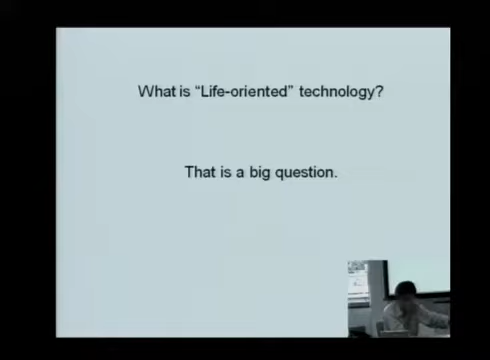 What is “Life-oriented” technology?
That is a big question.